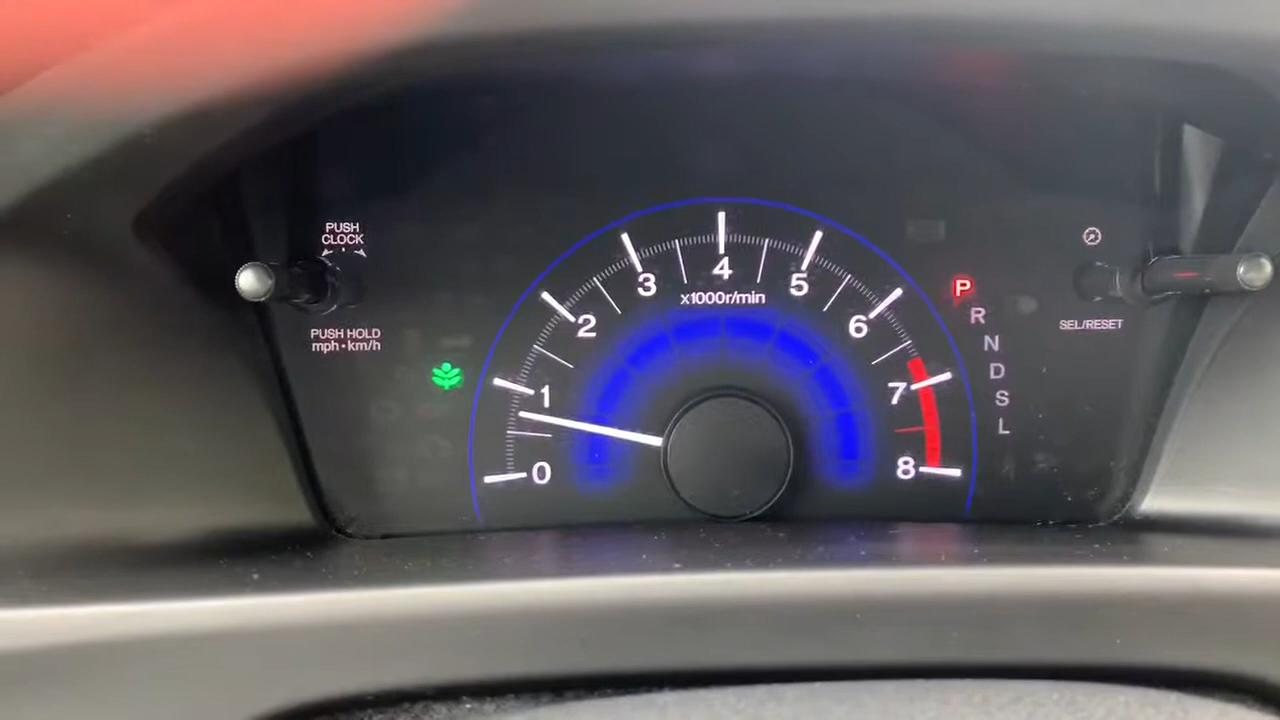 PUSH
CLOCK
PUSH HOLD
mph•km/h
0
1
2
3
4
5
6
7
8
x1000r/min
P
R
N
D
S
L
SEL/RESET